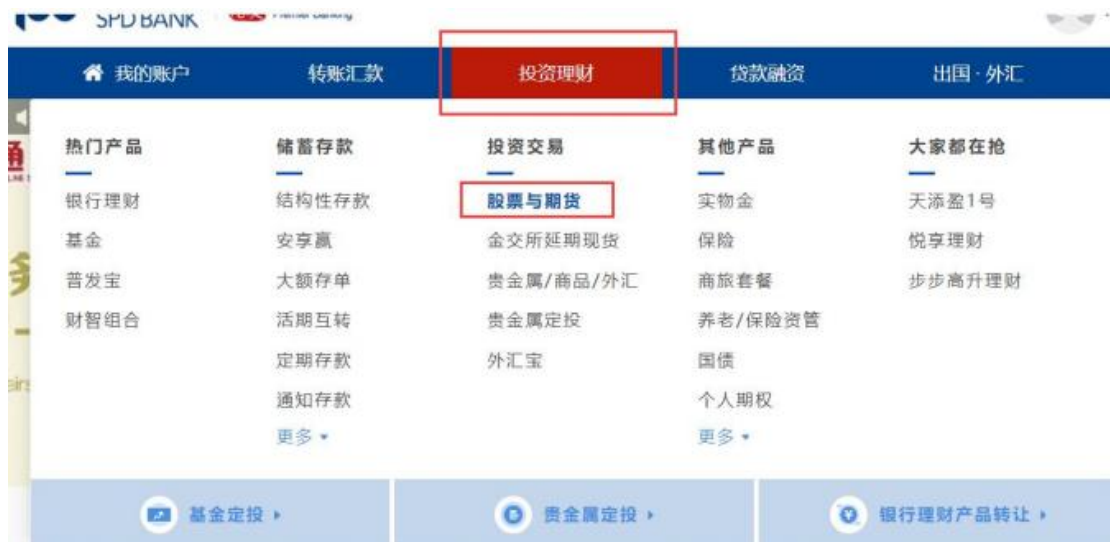 SPD BANK
我的账户
转账汇款
投资理财
贷款融资
出国·外汇
热门产品
银行理财
基金
普发宝
财智组合
储蓄存款
结构性存款
安享赢
大额存单
活期互转
定期存款
通知存款
更多
投资交易
股票与期货
金交所延期现货
贵金属/商品/外汇
贵金属定投
外汇宝
其他产品
实物金
保险
商旅套餐
养老/保险资管
国债
个人期权
更多
大家都在抢
天添盈1号
悦享理财
步步高升理财
基金定投
贵金属定投
银行理财产品转让